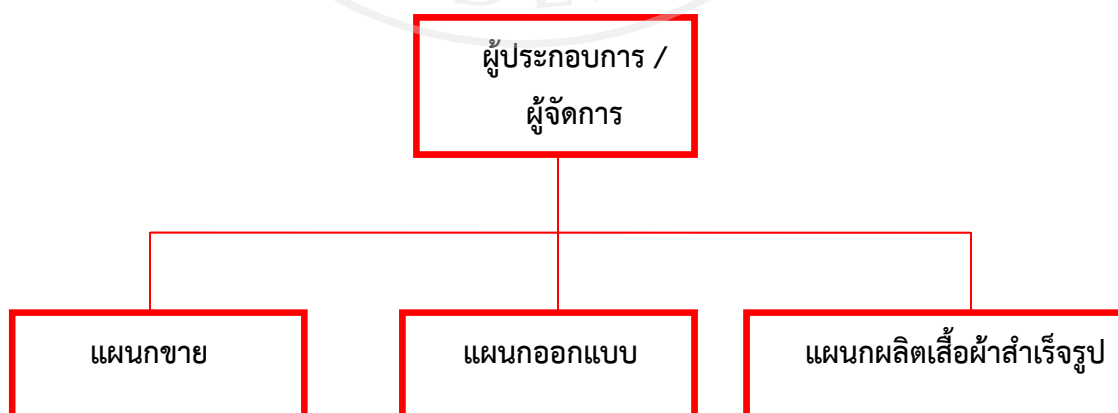 ผู้ประกอบการ /
ผู้จัดการ
แผนกขาย
แผนกออกแบบ
แผนกผลิตเสื้อผ้าสำเร็จรูป